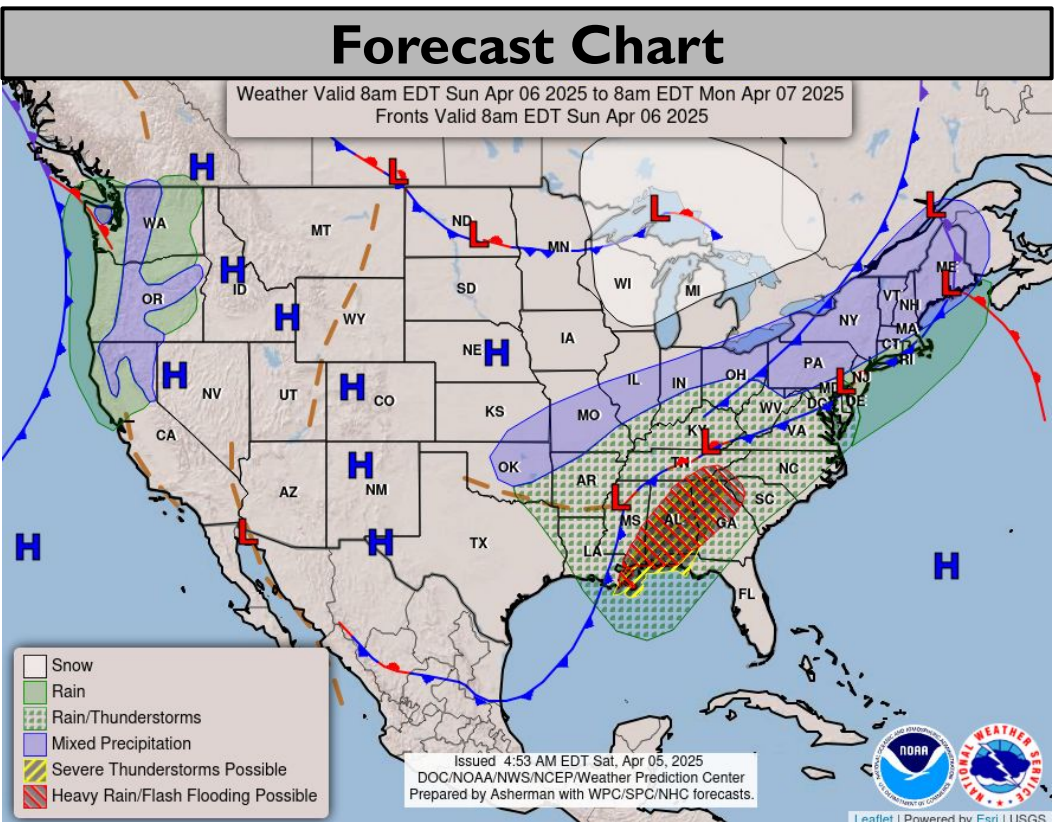 Forecast Chart
Weather Valid 8am EDT Sun Apr 06 2025 to 8am EDT Mon Apr 07 2025
Fronts Valid 8am EDT Sun Apr 06 2025
H
L
L
L
WA
MT
ND
L
MN
ME
H
ID
OR
SD
WI
MI
L
VT
NH
H
WY
NY
MA
CT
RI
IA
NE
H
PA
H
NV
UT
H
CO
IL
IN
OH
MD
L
NJ
DC
DE
KS
MO
WV
VA
CA
KY
L
H
NM
OK
TN
NC
AZ
AR
L
SC
MS
AL
GA
L
H
TX
LA
H
H
FL
Snow
Rain
Rain/Thunderstorms
Mixed Precipitation
Severe Thunderstorms Possible
Heavy Rain/Flash Flooding Possible
Issued 4:53 AM EDT Sat, Apr 05, 2025
DOC/NOAA/NWS/NCEP/Weather Prediction Center
Prepared by Asherman with WPC/SPC/NHC forecasts.
NOAA
NATIONAL WEATHER SERVICE
Leaflet | Powered by Esri | USGS